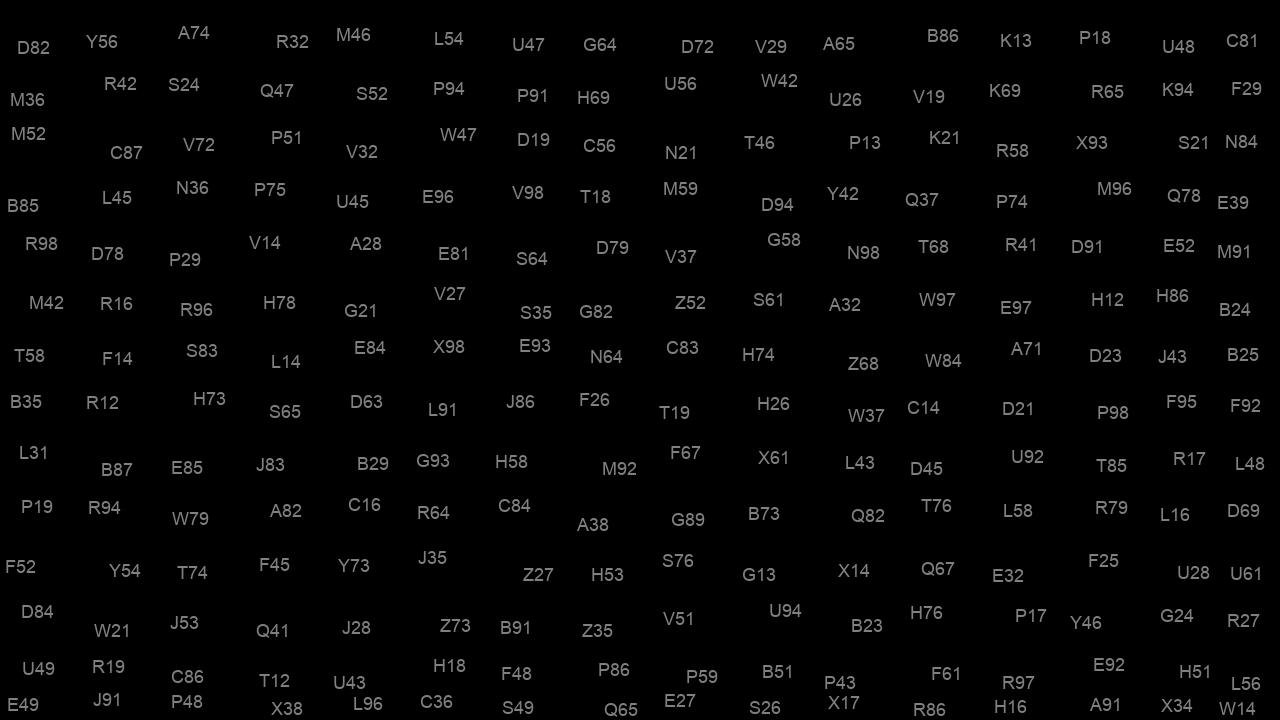 D82 Y56 A74 R32 M46 L54 U47 G64 D72 V29 A65 B86 K13 P18 U48 C81
M36 R42 S24 Q47 S52 P94 P91 H69 U56 W42 U26 V19 K69 R65 K94 F29
M52 C87 V72 P51 V32 W47 D19 C56 N21 T46 P13 K21 R58 X93 S21 N84
B85 L45 N36 P75 U45 E96 V98 T18 M59 D94 Y42 Q37 P74 M96 Q78 E39
R98 D78 P29 V14 A28 E81 S64 D79 V37 G58 N98 T68 R41 D91 E52 M91
M42 R16 R96 H78 G21 V27 S35 G82 Z52 S61 A32 W97 E97 H12 H86 B24
T58 F14 S83 L14 E84 X98 E93 N64 C83 H74 Z68 W84 A71 D23 J43 B25
B35 R12 H73 S65 D63 L91 J86 F26 T19 H26 W37 C14 D21 P98 F95 F92
L31 B87 E85 J83 B29 G93 H58 M92 F67 X61 L43 D45 U92 T85 R17 L48
P19 R94 W79 A82 C16 R64 C84 A38 G89 B73 Q82 T76 L58 R79 L16 D69
F52 Y54 T74 F45 Y73 J35 Z27 H53 S76 G13 X14 Q67 E32 F25 U28 U61
D84 W21 J53 Q41 J28 Z73 B91 Z35 V51 U94 B23 H76 P17 Y46 G24 R27
U49 R19 C86 T12 U43 H18 F48 P86 P59 B51 P43 F61 R97 E92 H51 L56
E49 J91 P48 X38 L96 C36 S49 Q65 E27 S26 X17 R86 H16 A91 X34 W14